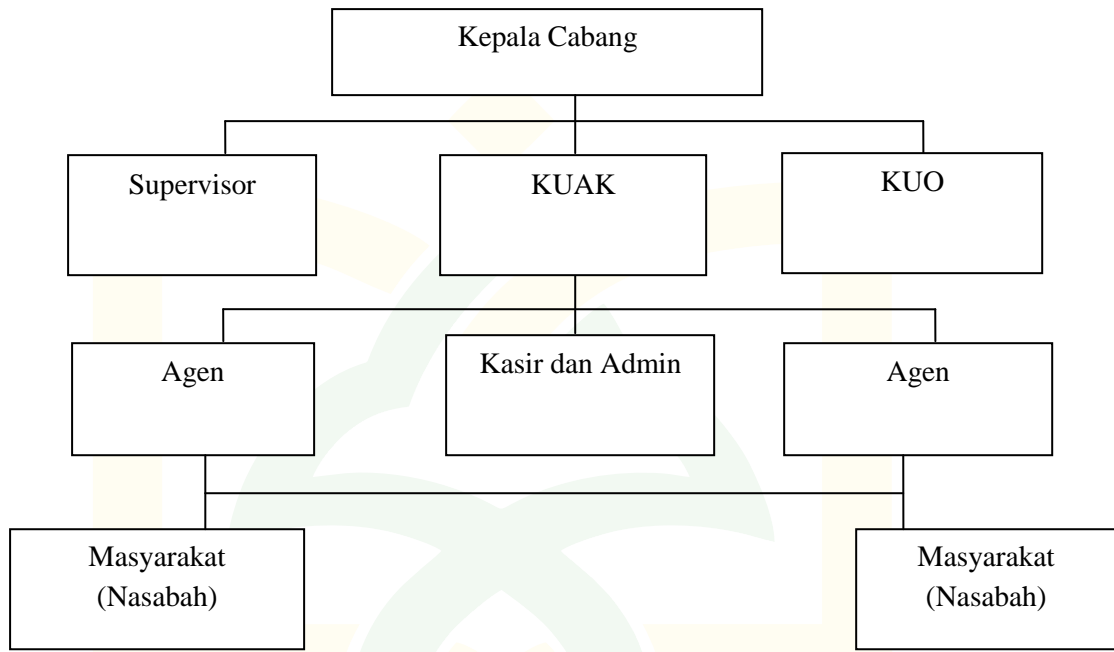 Kepala Cabang
Supervisor
KUAK
KUO
Agen
Kasir dan Admin
Agen
Masyarakat
(Nasabah)
Masyarakat
(Nasabah)